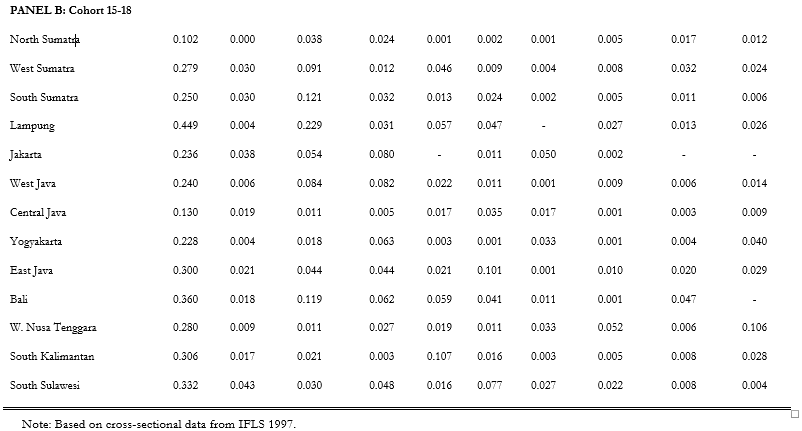 PANEL B: Cohort 15-18
North Sumatra 0.102 0.000 0.038 0.024 0.001 0.002 0.001 0.005 0.017 0.012
West Sumatra 0.279 0.030 0.091 0.012 0.046 0.009 0.004 0.008 0.032 0.024
South Sumatra 0.250 0.030 0.121 0.032 0.013 0.024 0.002 0.005 0.011 0.006
Lampung 0.449 0.004 0.229 0.031 0.057 0.047 - 0.027 0.013 0.026
Jakarta 0.236 0.038 0.054 0.080 - 0.011 0.050 0.002 - -
West Java 0.240 0.006 0.084 0.082 0.022 0.011 0.001 0.009 0.006 0.014
Central Java 0.130 0.019 0.011 0.005 0.017 0.035 0.017 0.001 0.003 0.009
Yogyakarta 0.228 0.004 0.018 0.063 0.003 0.001 0.033 0.001 0.004 0.040
East Java 0.300 0.021 0.044 0.044 0.021 0.101 0.001 0.010 0.020 0.029
Bali 0.360 0.018 0.119 0.062 0.059 0.041 0.011 0.001 0.047 -
W. Nusa Tenggara 0.280 0.009 0.011 0.027 0.019 0.011 0.033 0.052 0.006 0.106
South Kalimantan 0.306 0.017 0.021 0.003 0.107 0.016 0.003 0.005 0.008 0.028
South Sulawesi 0.332 0.043 0.030 0.048 0.016 0.077 0.027 0.022 0.008 0.004
Note: Based on cross-sectional data from IFLS 1997.